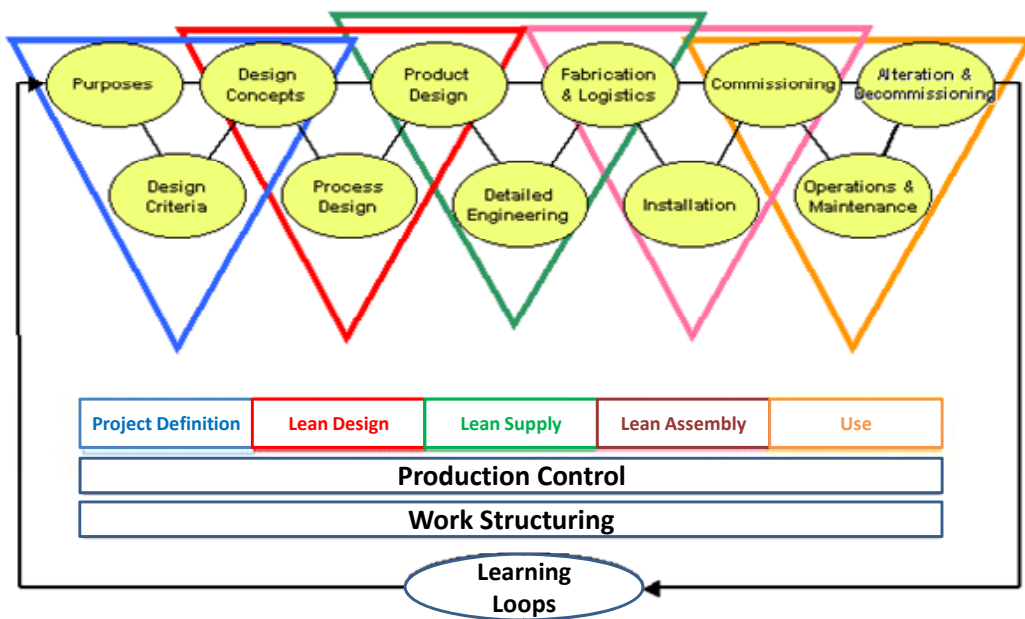 Purposes
Design
Concepts
Product
Design
Fabrication
& Logistics
Commissioning
Alteration &
Decommissioning
Design
Criteria
Process
Design
Detailed
Engineering
Installation
Operations &
Maintenance
Project Definition
Lean Design
Lean Supply
Lean Assembly
Use
Production Control
Work Structuring
Learning
Loops